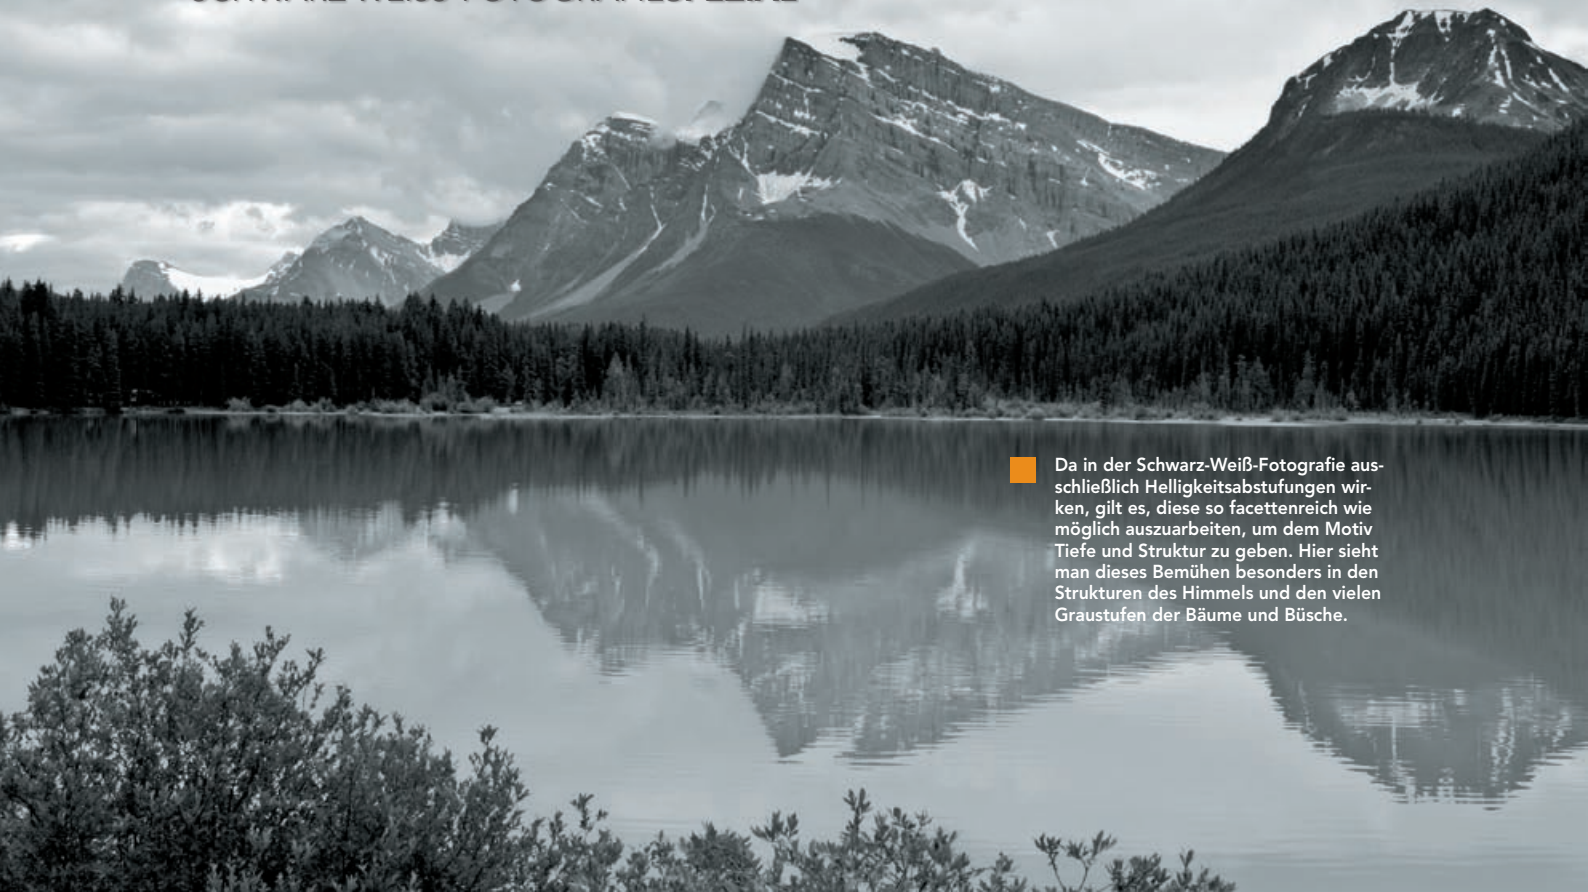 Da in der Schwarz-Weiß-Fotografie aus-
schließlich Helligkeitsabstufungen wir-
ken, gilt es, diese so facettenreich wie
möglich auszuarbeiten, um dem Motiv
Tiefe und Struktur zu geben. Hier sieht
man dieses Bemühen besonders in den
Strukturen des Himmels und den vielen
Graustufen der Bäume und Büsche.